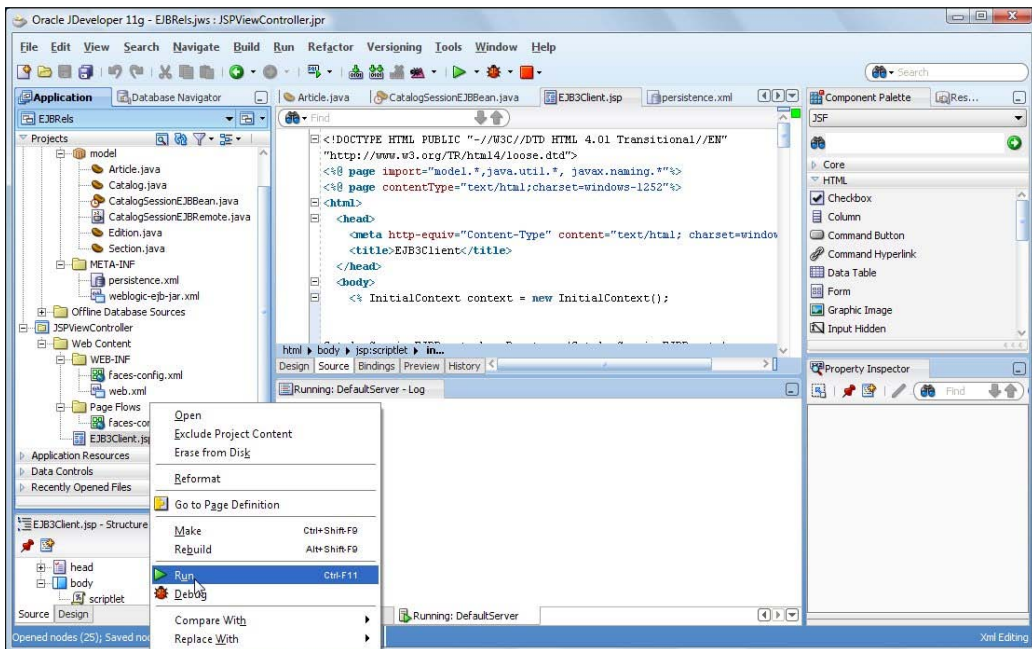 Oracle JDeveloper 11g - EJBRels.jws : JSPViewController.jpr
File Edit View Search Navigate Build Run Refactor Versioning Tools Window Help
Search
Application
Database Navigator
EJBRels
Projects
model
Article.java
Catalog.java
CatalogSessionEJBBean.java
CatalogSessionEJBRemote.java
Edition.java
Section.java
META-INF
persistence.xml
weblogic-ejb-jar.xml
Offline Database Sources
JSPViewController
Web Content
WEB-INF
faces-config.xml
web.xml
Page Flows
faces-cor
EJB3Client.jsp
Application Resources
Data Controls
Recently Opened Files
EJB3Client.jsp - Structure
head
body
scriptlet
Source Design
Opened nodes (25); Saved no
Open
Exclude Project Content
Erase from Disk
Reformat
Go to Page Definition
Make Ctrl+Shift-F9
Rebuild Alt+Shift-F9
Run Ctrl-F11
Debug
Compare With
Replace With
Article.java CatalogSessionEJBBean.java EJB3Client.jsp persistence.xml
Find
<!DOCTYPE HTML PUBLIC "-//W3C//DTD HTML 4.01 Transitional//EN"
"http://www.w3.org/TR/html4/loose.dtd">
<%@ page import="model.*,java.util.*, javax.naming.*"%>
<%@ page contentType="text/html;charset=windows-1252"%>
<html>
<head>
<meta http-equiv="Content-Type" content="text/html; charset=window
<title>EJB3Client</title>
</head>
<body>
<% InitialContext context = new InitialContext();
html body jsp:scriptlet in...
Design Source Bindings Preview History
Running: DefaultServer - Log
Running: DefaultServer
Component Palette
Res...
JSF
Core
HTML
Checkbox
Column
Command Button
Command Hyperlink
Data Table
Form
Graphic Image
Input Hidden
Property Inspector
Find
Xml Editing